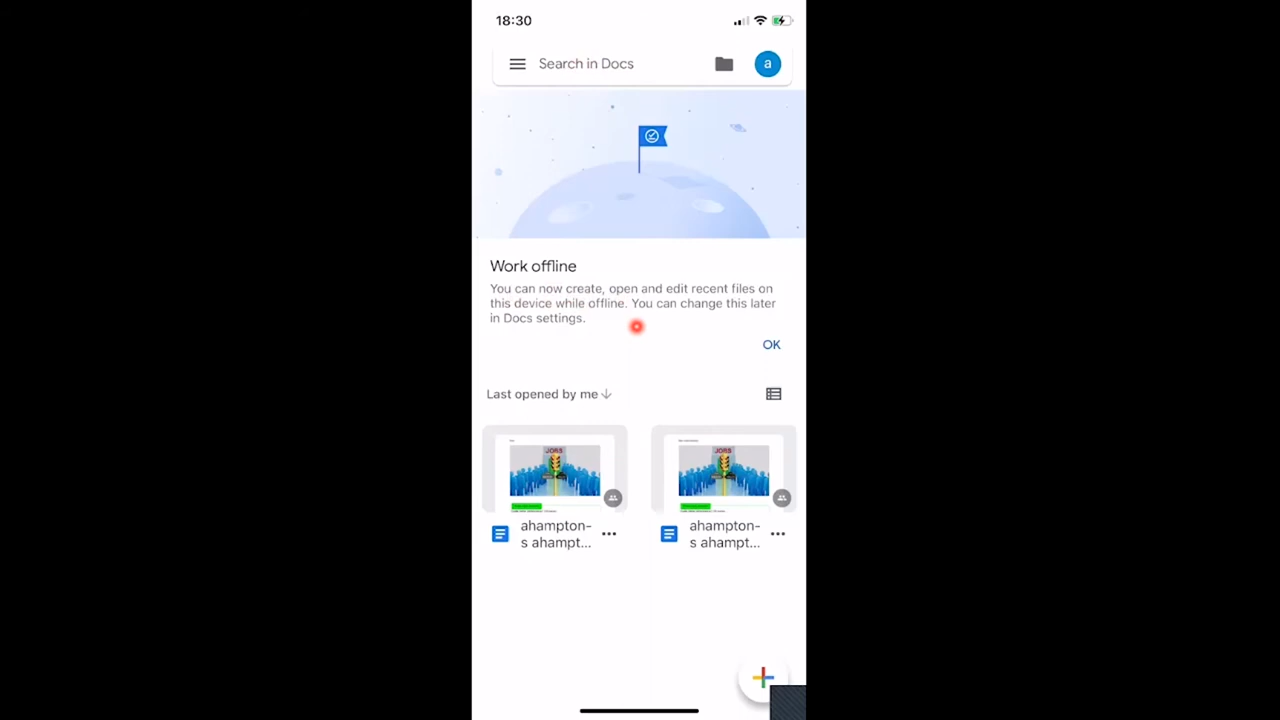 18:30
Search in Docs
a
Work offline
You can now create, open and edit recent files on
this device while offline. You can change this later
in Docs settings.
OK
Last opened by me
JOBS
JOBS
ahampton-
s ahampt...
ahampton-
s ahampt...